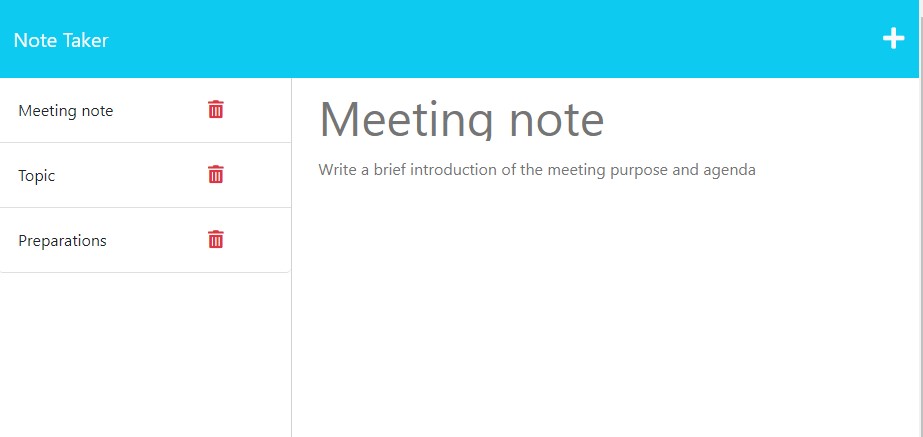 Note Taker
Meeting note
Topic
Preparations
Meeting note
Write a brief introduction of the meeting purpose and agenda